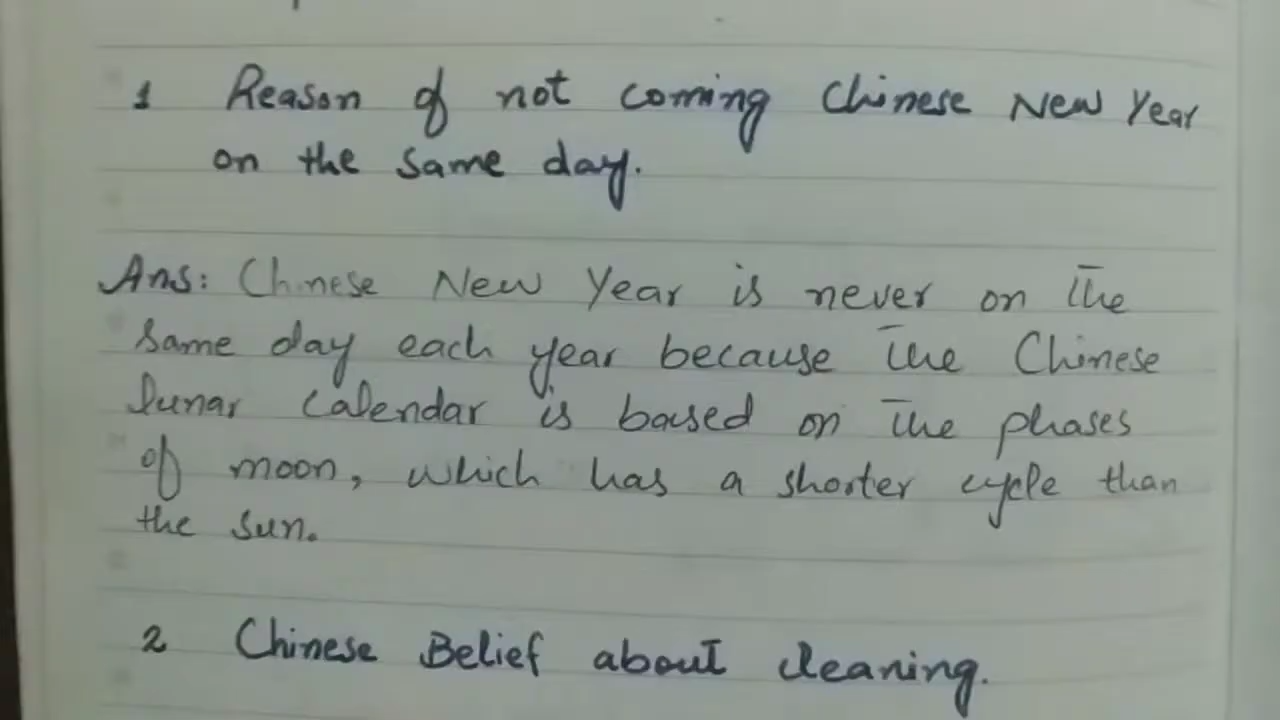 1 Reason of not coming Chinese New Year
on the same day.
Ans: Chinese New Year is never on the
same day each year because the Chinese
lunar Calendar is based on the phases
of moon, which has a shorter cycle than
the sun.
2 Chinese Belief about cleaning.